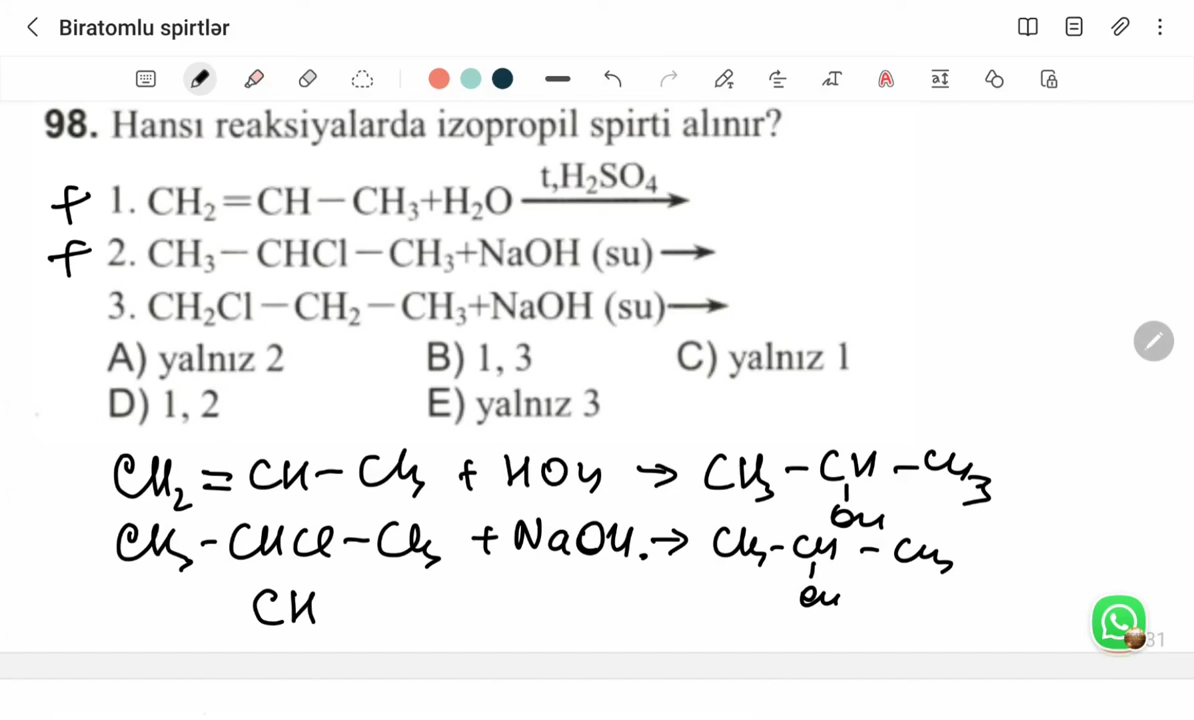 Biratomlu spirtlər
98. Hansı reaksiyalarda izopropil spirti alınır?
+ 1. CH₂=CH−CH₃+H₂O t,H₂SO₄ →
+ 2. CH₃−CHCl−CH₃+NaOH (su) →
3. CH₂Cl−CH₂−CH₃+NaOH (su) →
A) yalnız 2 B) 1, 3 C) yalnız 1
D) 1, 2 E) yalnız 3
CH₂=CH−CH₃ + HOH → CH₃−CH−CH₃
OH
CH₃−CHCl−CH₃ + NaOH. → CH₃−CH−CH₃
OH
CH
31